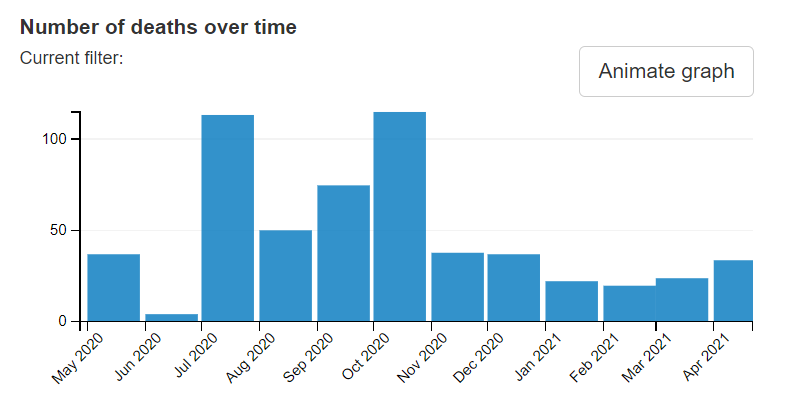 Number of deaths over time
Current filter:
Animate graph
100
50
0
May 2020
Jun 2020
Jul 2020
Aug 2020
Sep 2020
Oct 2020
Nov 2020
Dec 2020
Jan 2021
Feb 2021
Mar 2021
Apr 2021